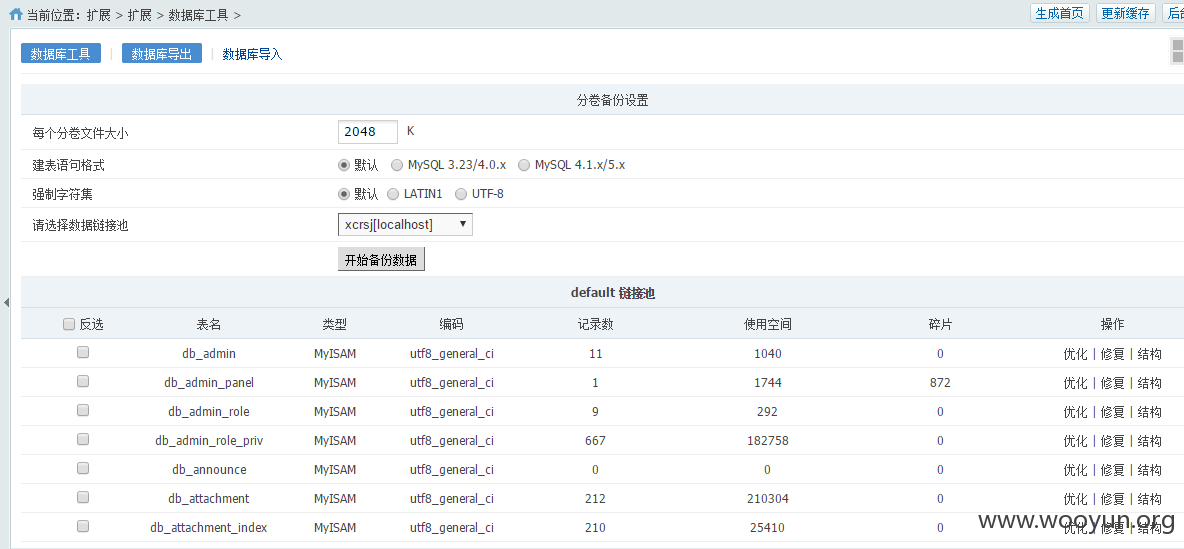 当前位置：扩展 > 扩展 > 数据库工具 >
生成首页 更新缓存
数据库工具 | 数据库导出 | 数据库导入
分卷备份设置
每个分卷文件大小 2048 K
建表语句格式 默认 MySQL 3.23/4.0.x MySQL 4.1.x/5.x
强制字符集 默认 LATIN1 UTF-8
请选择数据链接池 xcrsj[localhost]
开始备份数据
default 链接池
反选 表名 类型 编码 记录数 使用空间 碎片 操作
db_admin MyISAM utf8_general_ci 11 1040 0 优化 | 修复 | 结构
db_admin_panel MyISAM utf8_general_ci 1 1744 872 优化 | 修复 | 结构
db_admin_role MyISAM utf8_general_ci 9 292 0 优化 | 修复 | 结构
db_admin_role_priv MyISAM utf8_general_ci 667 182758 0 优化 | 修复 | 结构
db_announce MyISAM utf8_general_ci 0 0 0 优化 | 修复 | 结构
db_attachment MyISAM utf8_general_ci 212 210304 0 优化 | 修复 | 结构
db_attachment_index MyISAM utf8_general_ci 210 25410 0 优化 | 修复 | 结构
www.wooyun.org